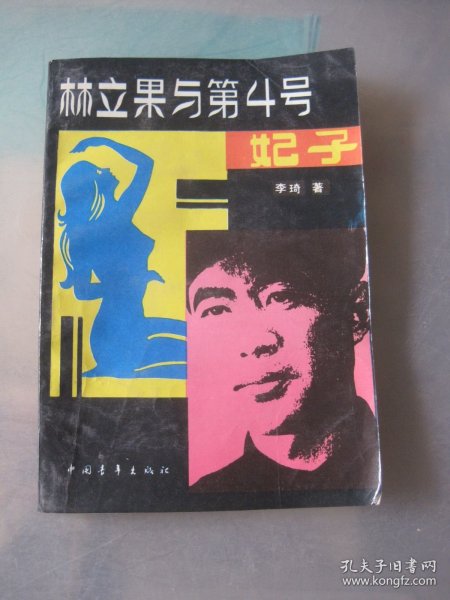 林立果与第4号
妃子
李琦 著
中国青年出版社
孔夫子旧书网
www.kongfz.com